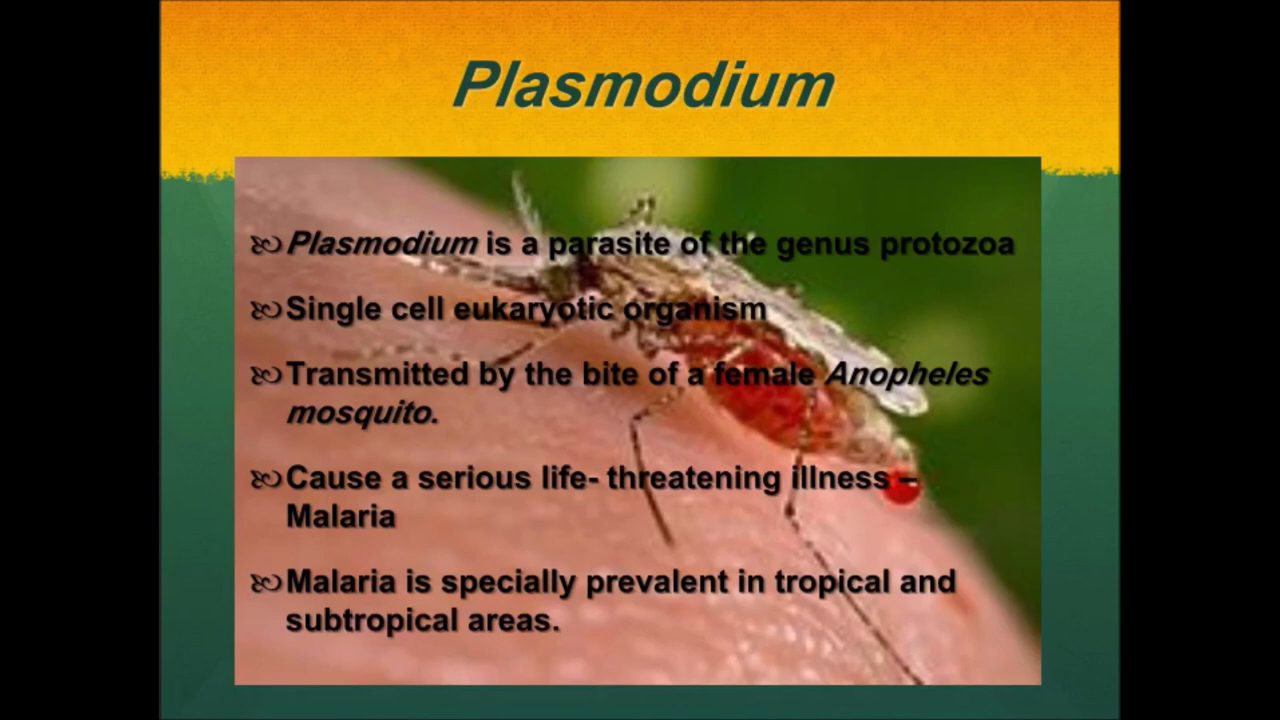 Plasmodium
Plasmodium is a parasite of the genus protozoa
Single cell eukaryotic organism
Transmitted by the bite of a female Anopheles
mosquito.
Cause a serious life- threatening illness –
Malaria
Malaria is specially prevalent in tropical and
subtropical areas.